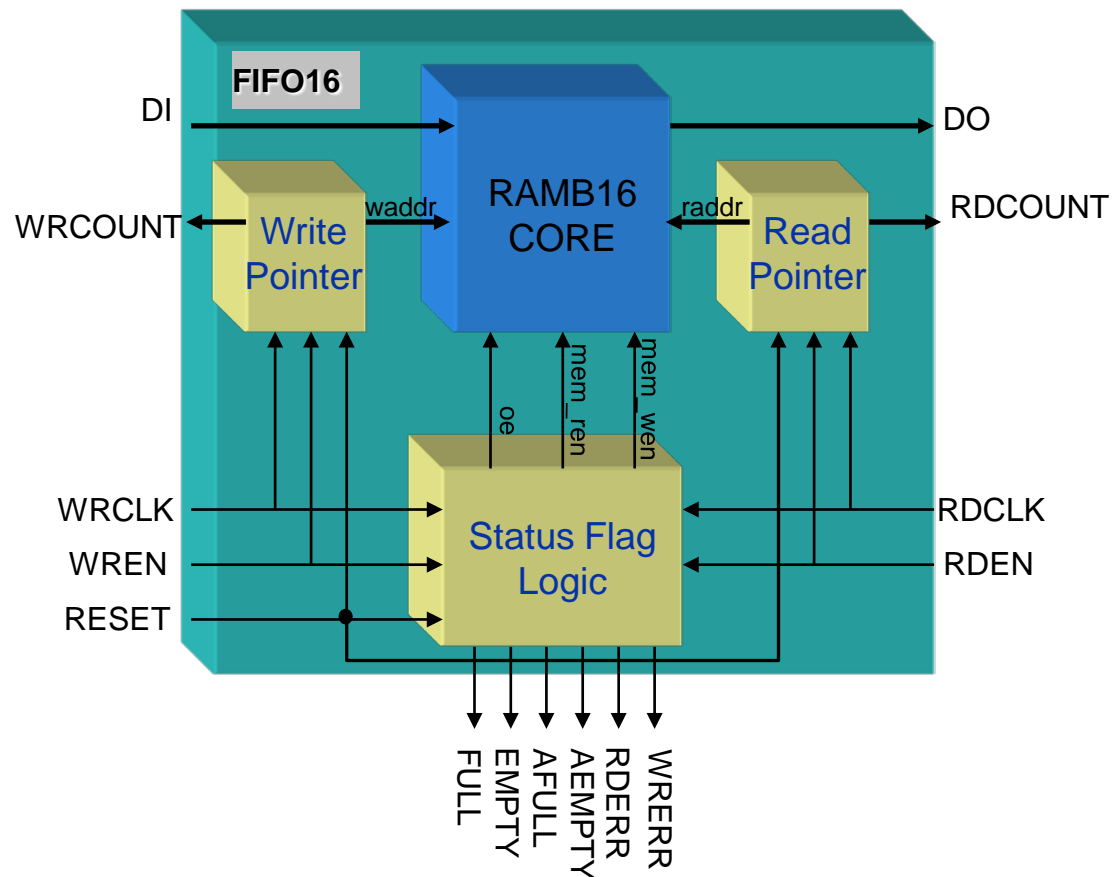 FIFO16
DI
DO
RAMB16
CORE
waddr
raddr
WRCOUNT
Write
Pointer
Read
Pointer
RDCOUNT
oe
mem_ren
mem_wen
WRCLK
WREN
RESET
Status Flag
Logic
RDCLK
RDEN
FULL
EMPTY
AFULL
AEMPTY
RDERR
WRERR